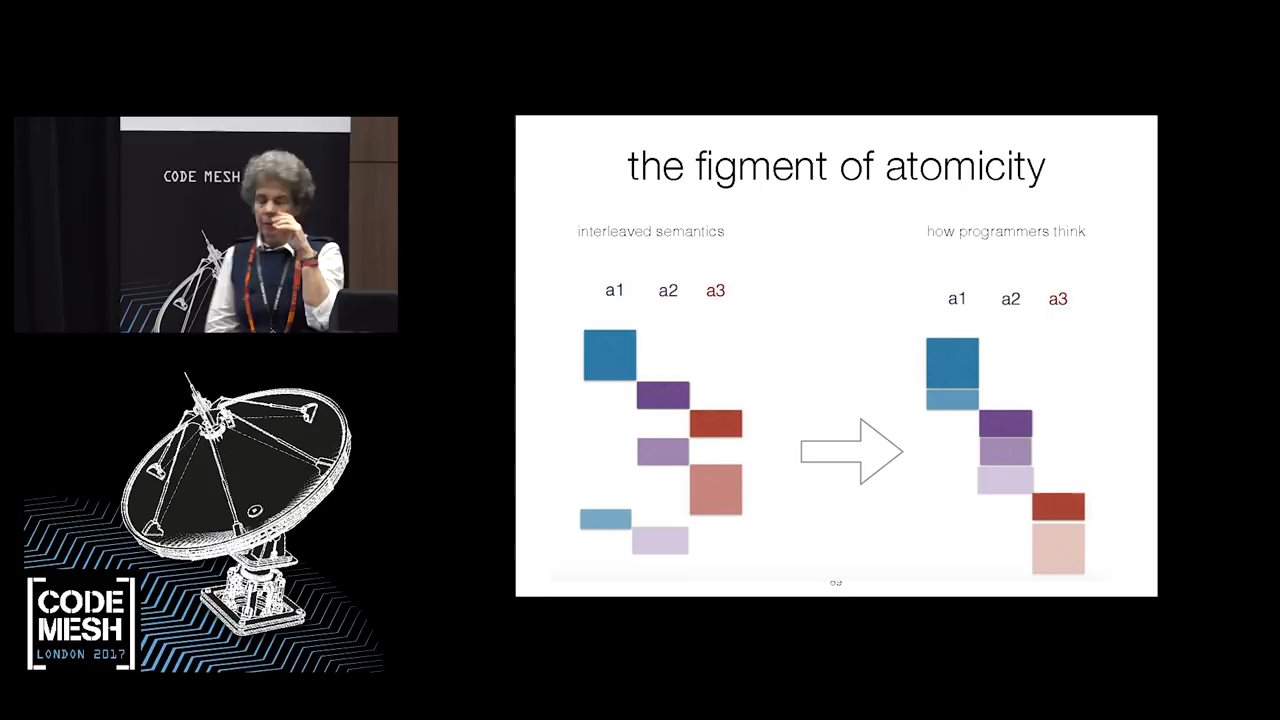 CODE MESH
the figment of atomicity
interleaved semantics
how programmers think
a1 a2 a3
a1 a2 a3
CODE
MESH
LONDON 2017